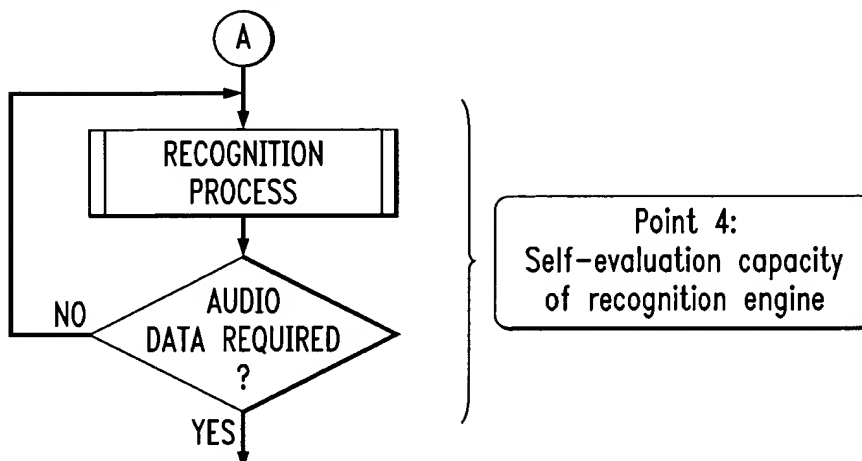 A
RECOGNITION
PROCESS
AUDIO
DATA REQUIRED
?
NO
YES
Point 4:
Self-evaluation capacity
of recognition engine